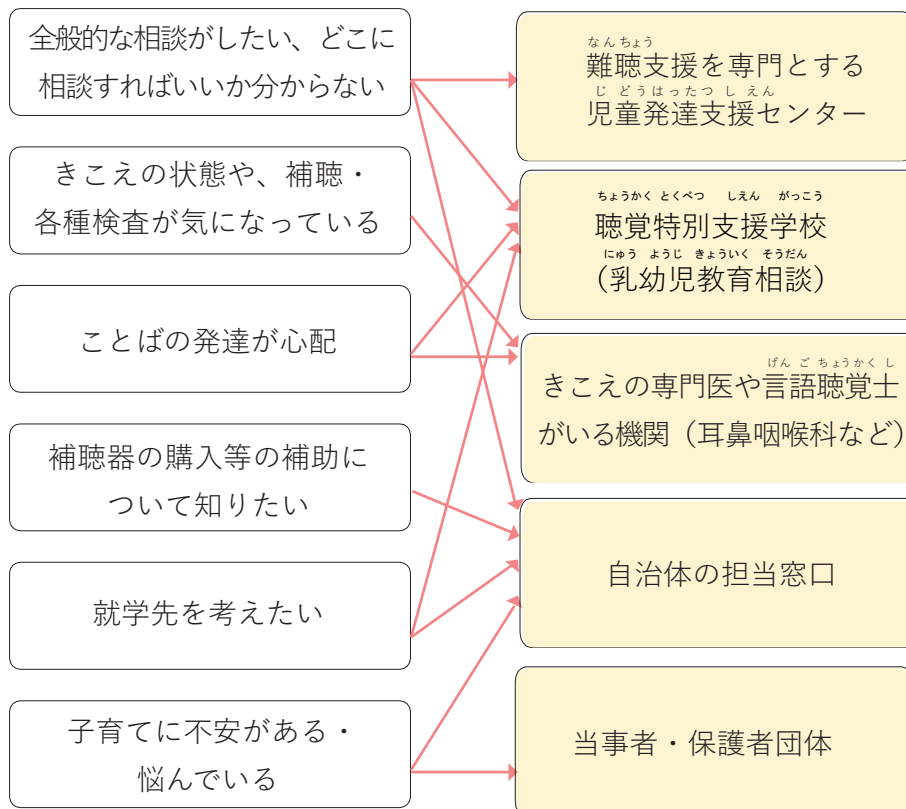 全般的な相談がしたい、どこに
相談すればいいか分からない
きこえの状態や、補聴・
各種検査が気になっている
ことばの発達が心配
補聴器の購入等の補助に
ついて知りたい
就学先を考えたい
子育てに不安がある・
悩んでいる
なんちょう
難聴支援を専門とする
じ どうはったつ し えん
児童発達支援センター
ちょうかく とくべつ しえん がっこう
聴覚特別支援学校
にゅう ようじ きょういく そうだん
(乳幼児教育相談)
げん ご ちょうかく し
きこえの専門医や言語聴覚士
がいる機関(耳鼻咽喉科など)
自治体の担当窓口
当事者・保護者団体